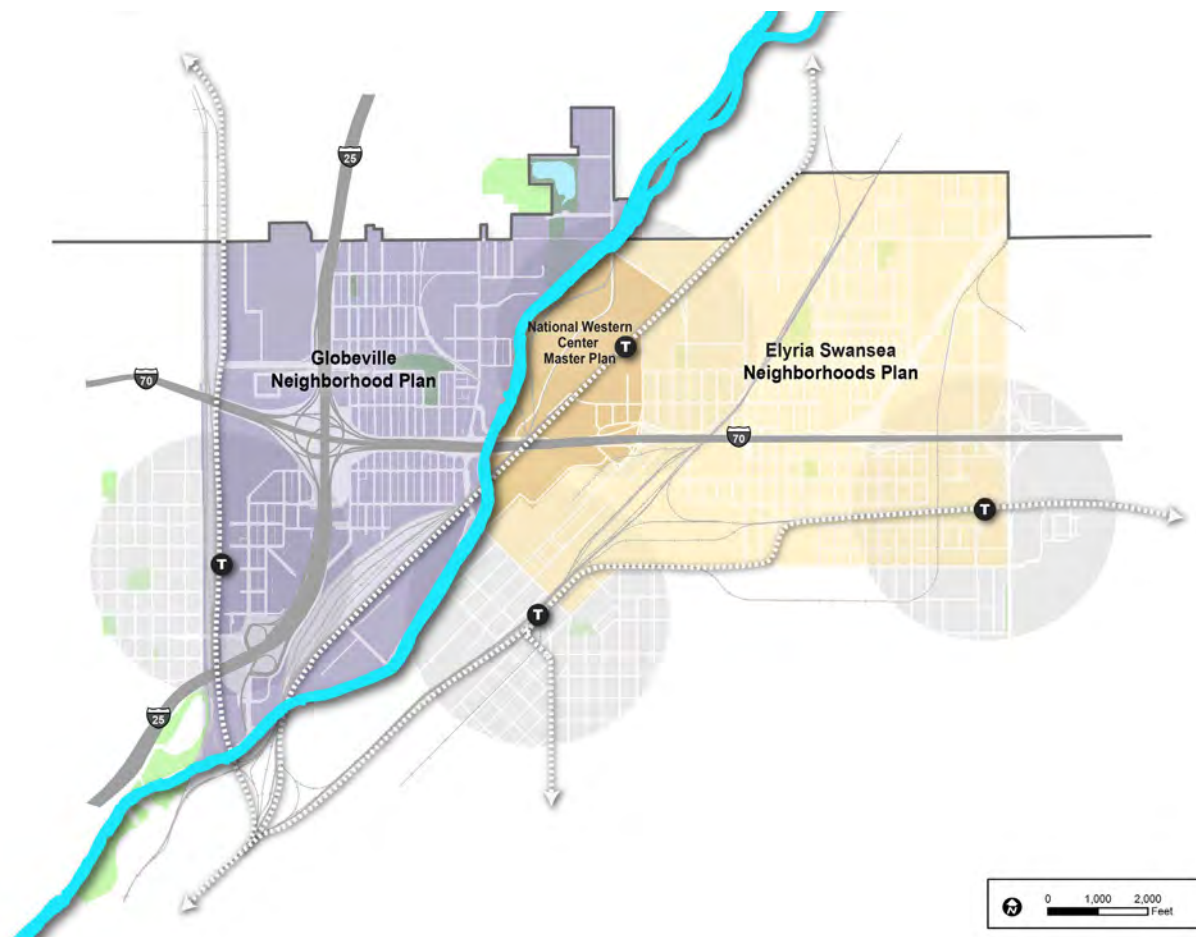 25
National Western
Center
Master Plan
T
Globeville
Neighborhood Plan
Elyria Swansea
Neighborhoods Plan
70
70
T
T
T
25
N
0 1,000 2,000
Feet